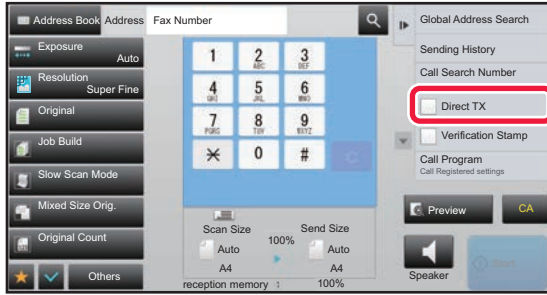 Address Book Address Fax Number
Global Address Search
Exposure
Auto
Sending History
Resolution
Super Fine
Call Search Number
Original
Direct TX
Job Build
Verification Stamp
Slow Scan Mode
Call Program
Call Registered settings
Mixed Size Orig.
Original Count
Others
1 2 ABC 3 DEF
4 GHI 5 JKL 6 MNO
7 PQRS 8 TUV 9 WXYZ
0 #
C
Scan Size 100% Send Size
Auto Auto
A4 A4
reception memory : 100%
Preview CA
Speaker Start